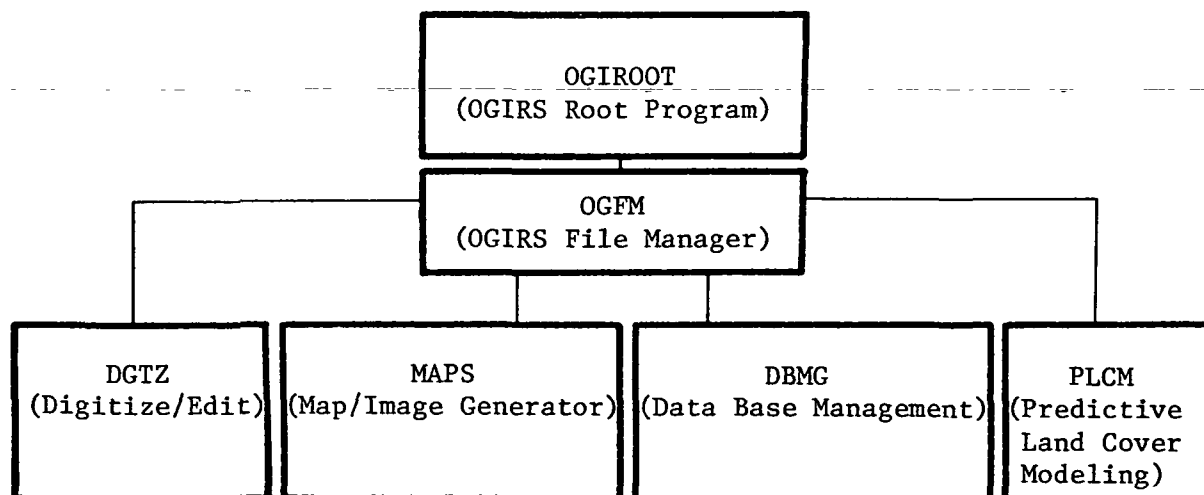 OGIROOT
(OGIRS Root Program)
OGFM
(OGIRS File Manager)
DGTZ
(Digitize/Edit)
MAPS
(Map/Image Generator)
DBMG
(Data Base Management)
PLCM
(Predictive
Land Cover
Modeling)